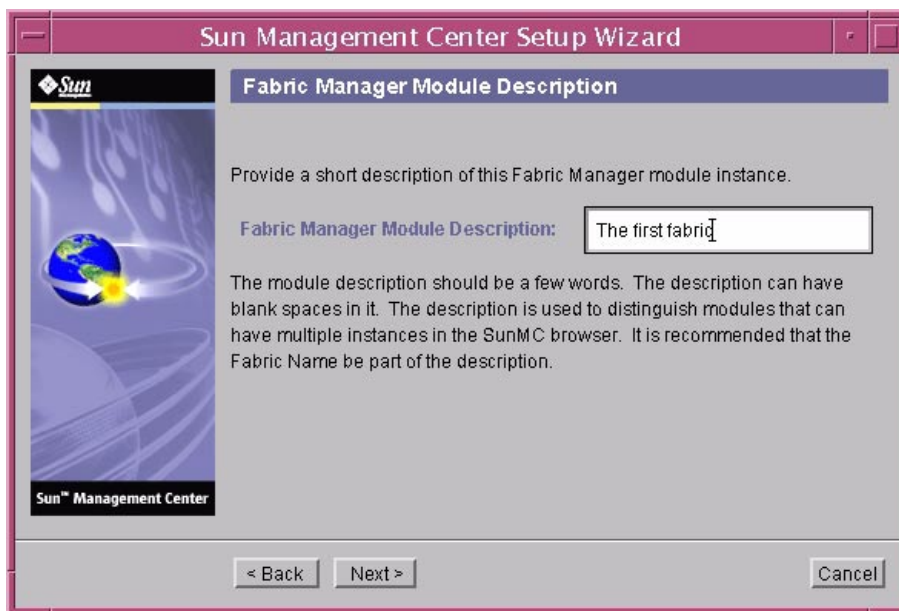 Sun Management Center Setup Wizard
Sun
Fabric Manager Module Description
Provide a short description of this Fabric Manager module instance.
Fabric Manager Module Description:
The first fabric
The module description should be a few words. The description can have
blank spaces in it. The description is used to distinguish modules that can
have multiple instances in the SunMC browser. It is recommended that the
Fabric Name be part of the description.
Sun™ Management Center
< Back
Next >
Cancel